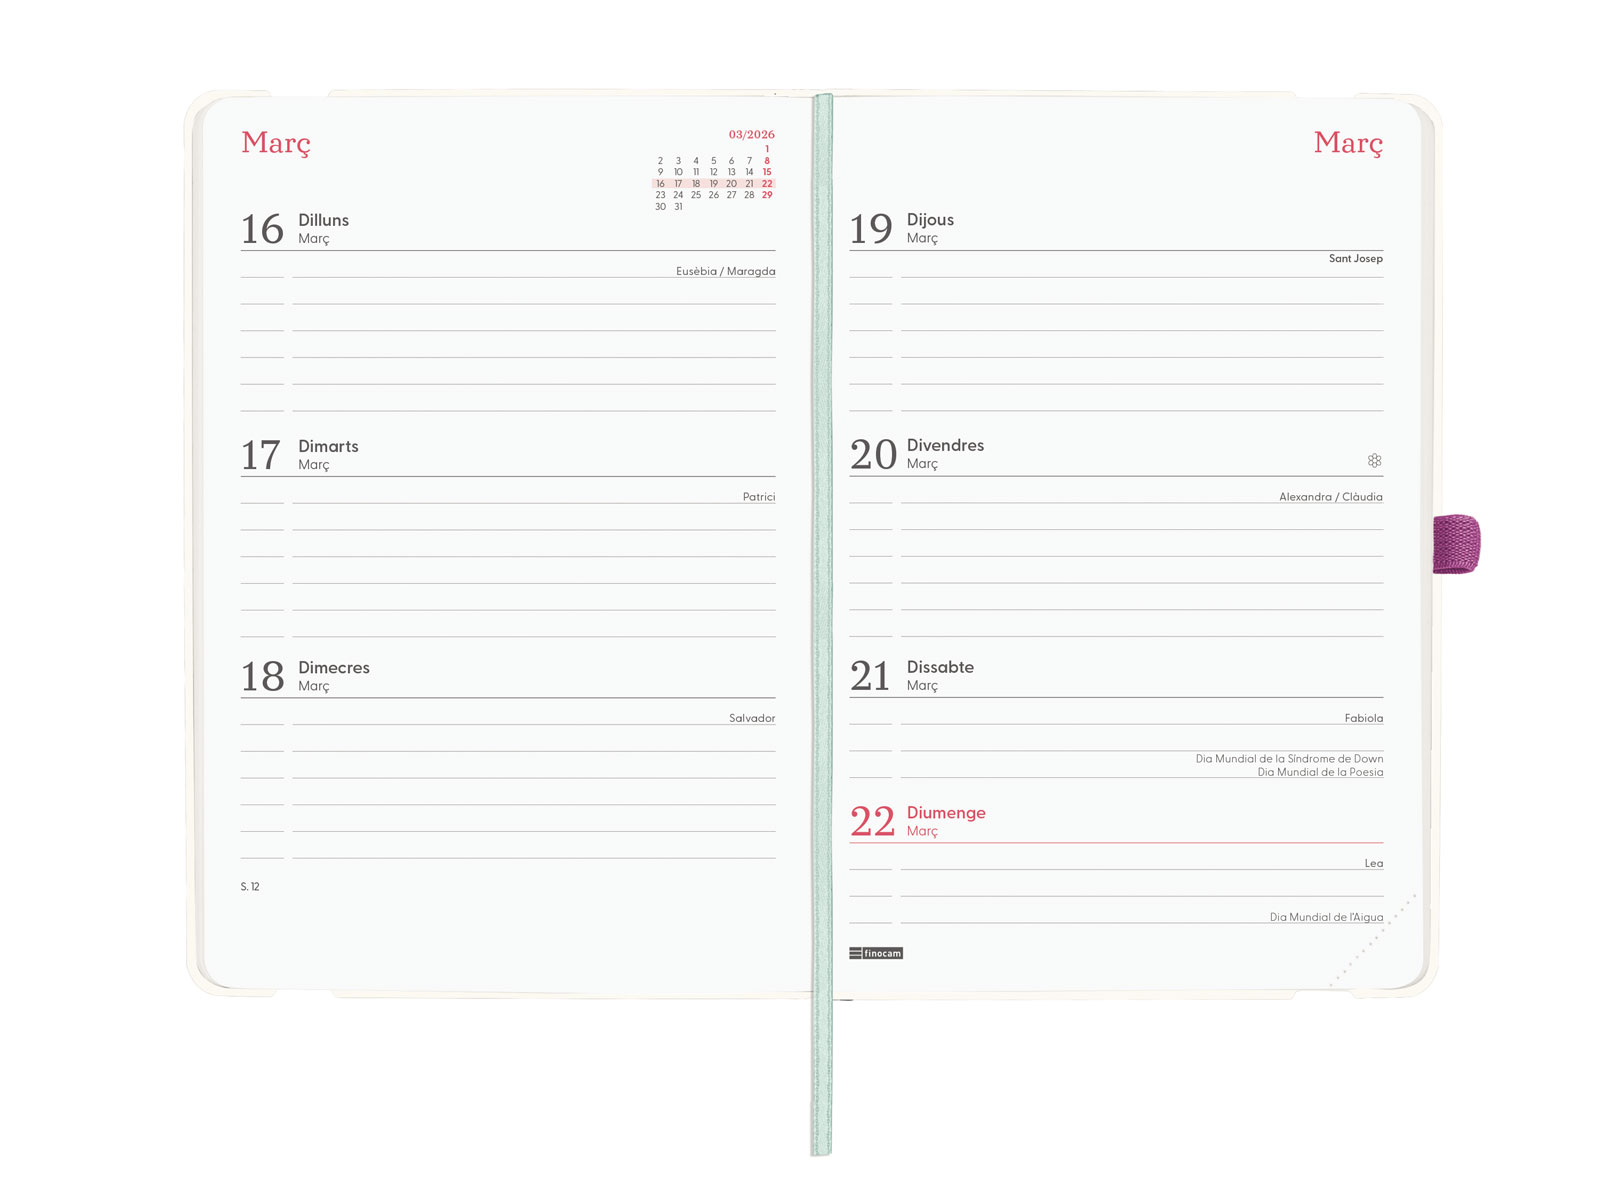 Març
03/2026
1
2 3 4 5 6 7 8
9 10 11 12 13 14 15
16 17 18 19 20 21 22
23 24 25 26 27 28 29
30 31
16 Dilluns
Març
Eusèbia / Maragda
17 Dimarts
Març
Patrici
18 Dimecres
Març
Salvador
S. 12
Març
19 Dijous
Març
Sant Josep
20 Divendres
Març
Alexandra / Clàudia
21 Dissabte
Març
Fabiola
Dia Mundial de la Síndrome de Down
Dia Mundial de la Poesia
22 Diumenge
Març
Lea
Dia Mundial de l'Aigua
finocam